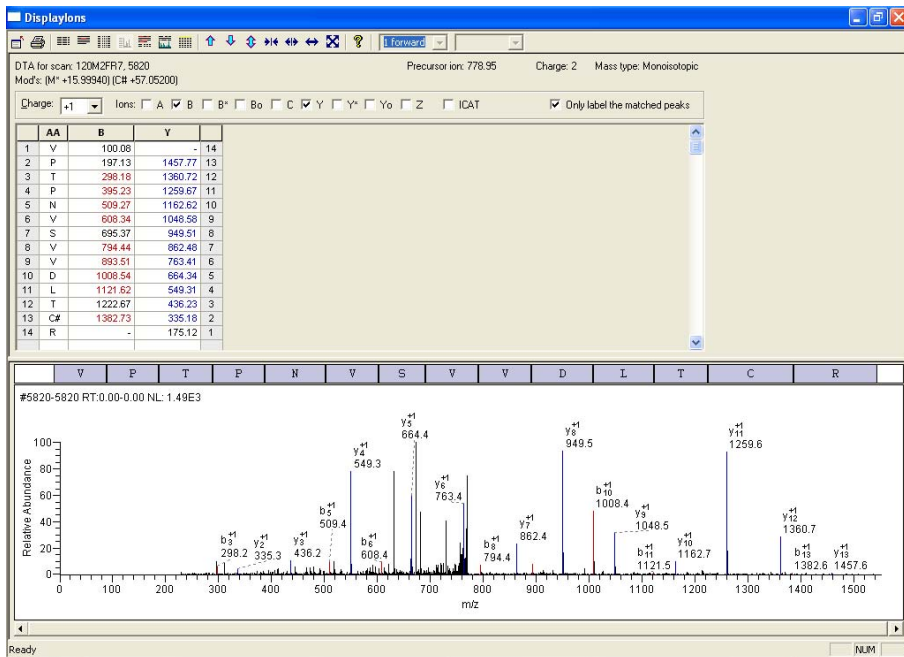 DisplayIons
1 forward
DTA for scan: 120M2FR7, 5820 Precursor ion: 778.95 Charge: 2 Mass type: Monoisotopic
Mod's: (M* +15.99940) (C# +57.05200)
Charge: +1 Ions: A B B* Bo C Y Y* Yo Z ICAT Only label the matched peaks
AA B Y
1 V 100.08 - 14
2 P 197.13 1457.77 13
3 T 298.18 1360.72 12
4 P 395.23 1259.67 11
5 N 509.27 1162.62 10
6 V 608.34 1048.58 9
7 S 695.37 949.51 8
8 V 794.44 862.48 7
9 V 893.51 763.41 6
10 D 1008.54 664.34 5
11 L 1121.62 549.31 4
12 T 1222.67 436.23 3
13 C# 1382.73 335.18 2
14 R - 175.12 1
V P T P N V S V V D L T C R
#5820-5820 RT:0.00-0.00 NL: 1.49E3
Relative Abundance
100
80
60
40
20
0
b3+1
298.2
y2+1
335.3
y3+1
436.2
b5+1
509.4
y4+1
549.3
b6+1
608.4
y5+1
664.4
y6+1
763.4
b8+1
794.4
y7+1
862.4
y8+1
949.5
b10+1
1008.4
y9+1
1048.5
b11+1
1121.5
y10+1
1162.7
y11+1
1259.6
y12+1
1360.7
b13+1
1382.6
y13+1
1457.6
0 100 200 300 400 500 600 700 800 900 1000 1100 1200 1300 1400 1500
m/z
Ready NUM